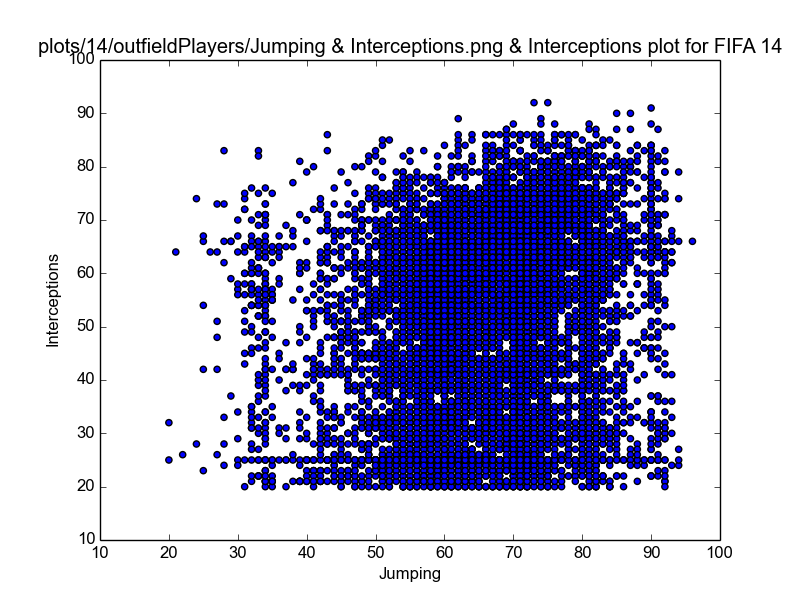 plots/14/outfieldPlayers/Jumping & Interceptions.png & Interceptions plot for FIFA 14
100
90
80
70
60
50
40
30
20
10
Interceptions
10 20 30 40 50 60 70 80 90 100
Jumping